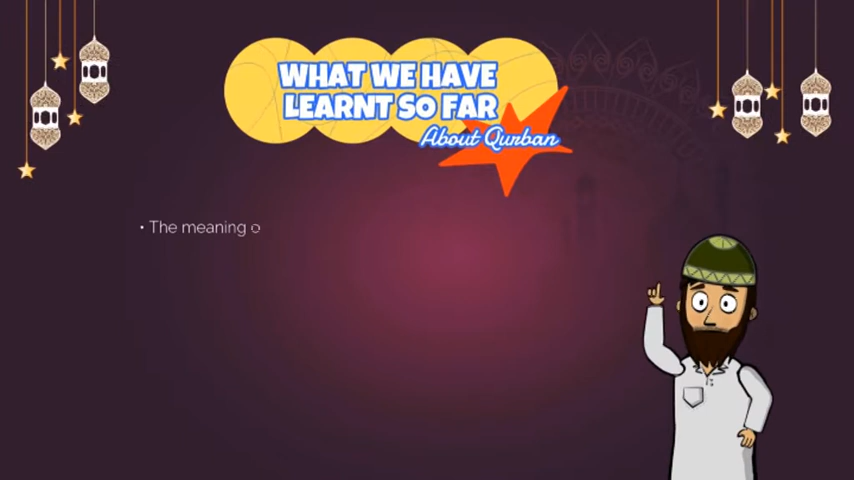 WHAT WE HAVE
LEARNT SO FAR
About Qurban
• The meaning o